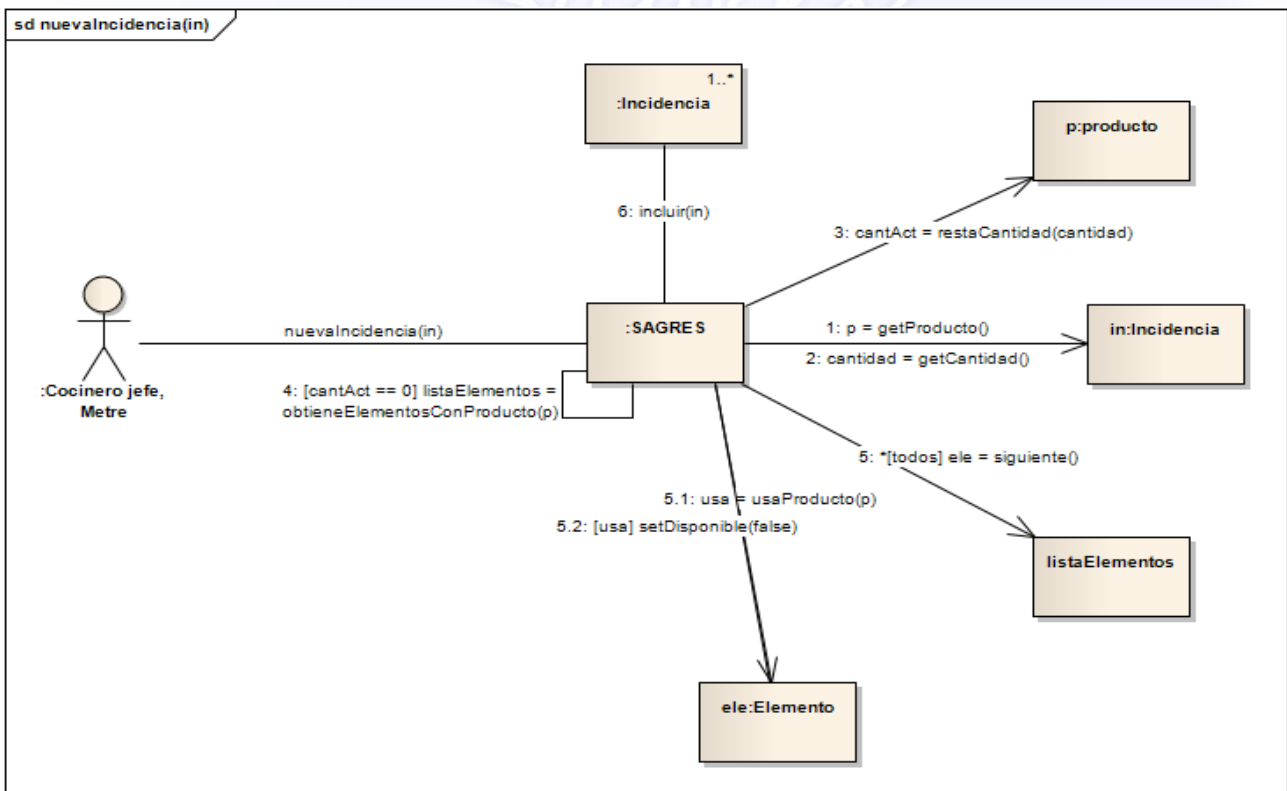 sd nuevaIncidencia(in)
1..*
:Incidencia
p:producto
6: incluir(in)
3: cantAct = restaCantidad(cantidad)
:SAGRES
nuevaIncidencia(in)
1: p = getProducto()
in:Incidencia
2: cantidad = getCantidad()
:Cocinero jefe,
Metre
4: [cantAct == 0] listaElementos =
obtieneElementosConProducto(p)
5: *[todos] ele = siguiente()
5.1: usa = usaProducto(p)
5.2: [usa] setDisponible(false)
listaElementos
ele:Elemento